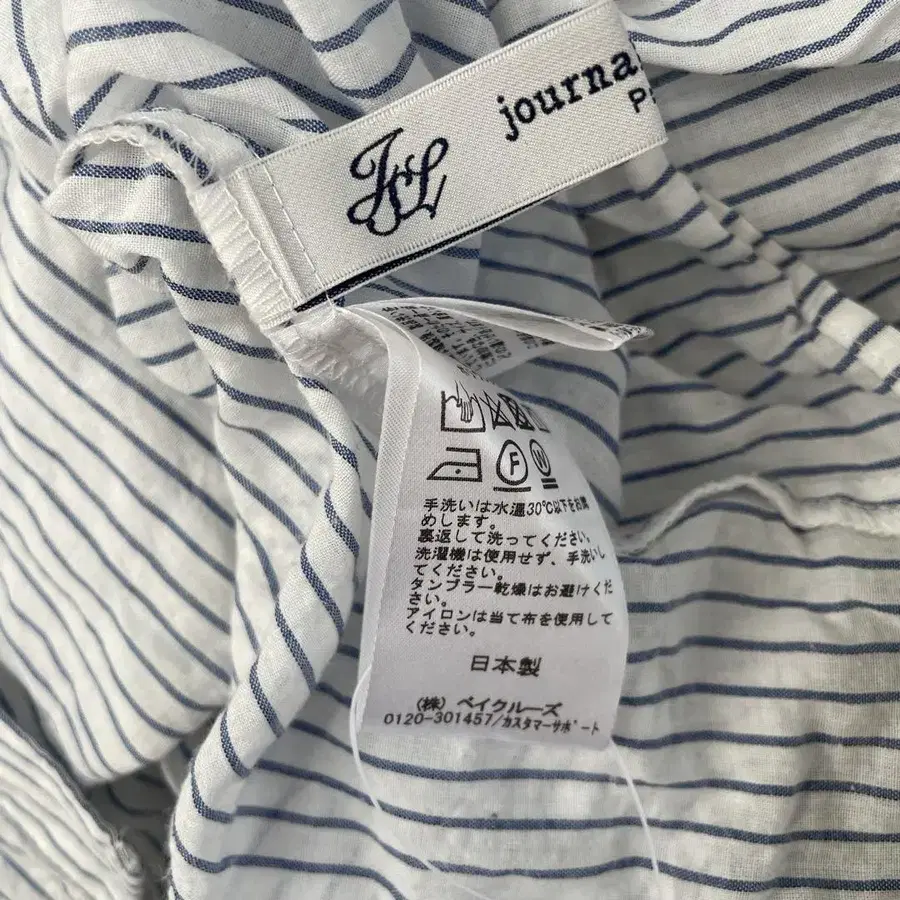 journa
J&L
手洗いは水温30℃以下をお
めします。
裏返して洗ってください。
洗濯機は使用せず、手洗いし
てください。
タンブラー乾燥はお避けくだ
さい。
アイロンは当て布を使用して
ください。
日本製
(株) ベイクルーズ
0120-301457/カスタマーサポート
F
W